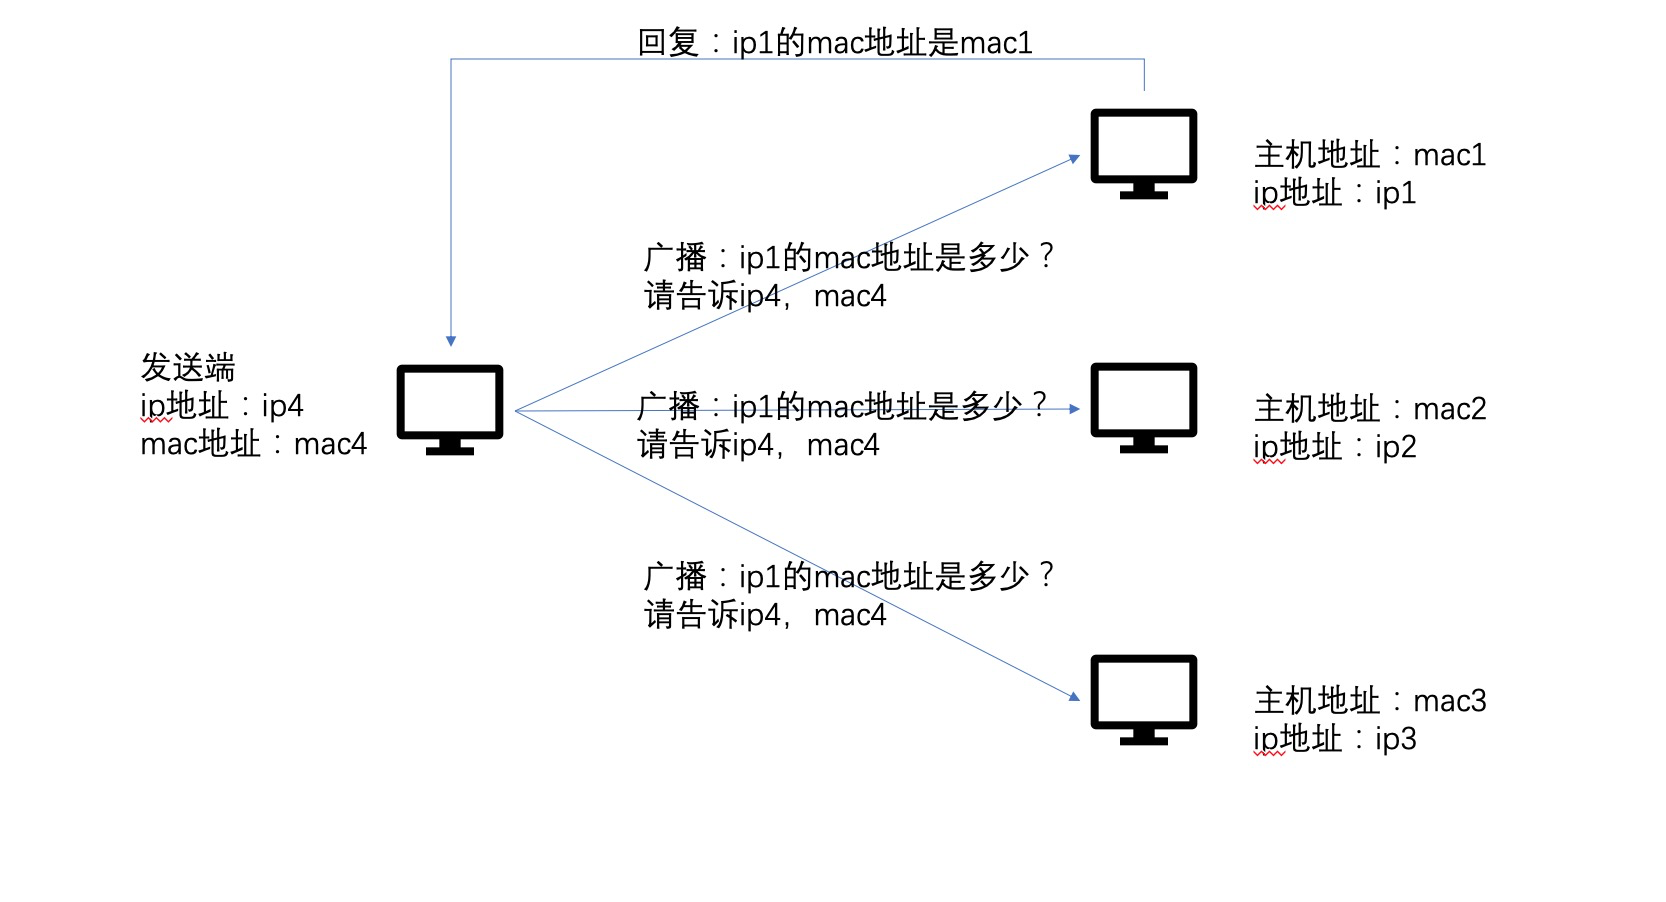 回复：ip1的mac地址是mac1
主机地址：mac1
ip地址：ip1
广播：ip1的mac地址是多少？
请告诉ip4，mac4
发送端
ip地址：ip4
mac地址：mac4
广播：ip1的mac地址是多少？
请告诉ip4，mac4
主机地址：mac2
ip地址：ip2
广播：ip1的mac地址是多少？
请告诉ip4，mac4
主机地址：mac3
ip地址：ip3